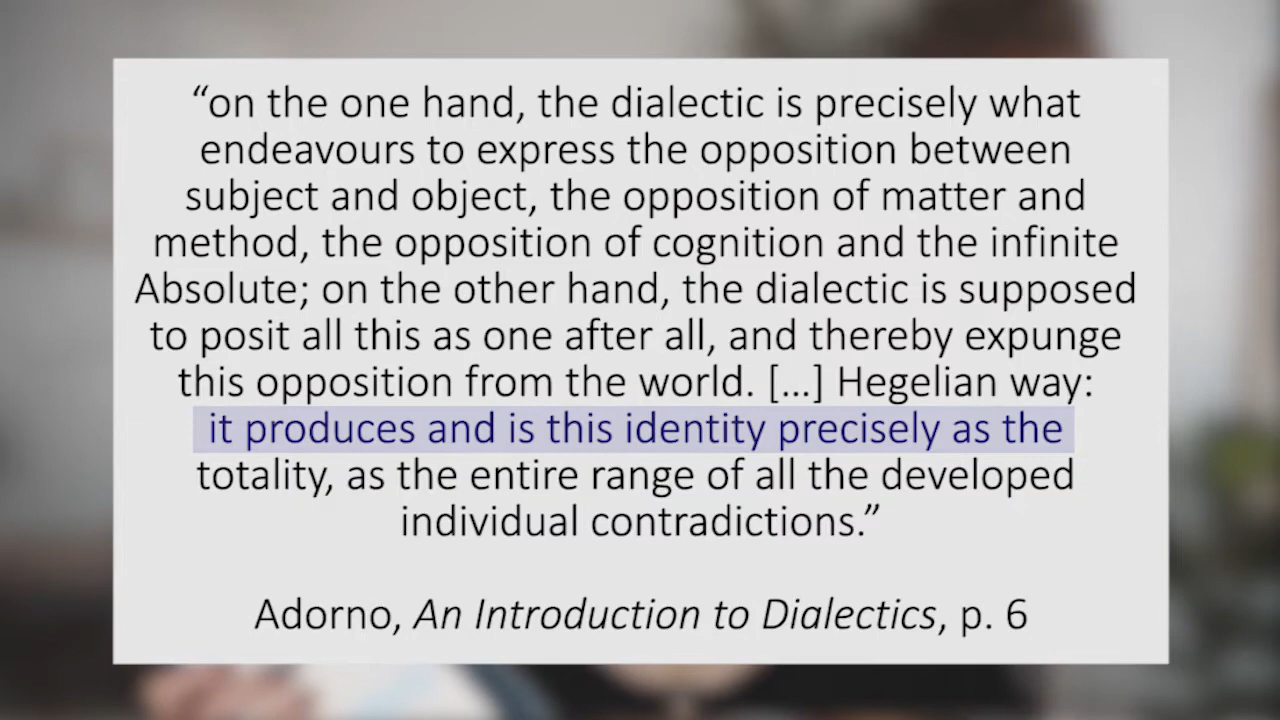 “on the one hand, the dialectic is precisely what
endeavours to express the opposition between
subject and object, the opposition of matter and
method, the opposition of cognition and the infinite
Absolute; on the other hand, the dialectic is supposed
to posit all this as one after all, and thereby expunge
this opposition from the world. […] Hegelian way:
it produces and is this identity precisely as the
totality, as the entire range of all the developed
individual contradictions.”
Adorno, An Introduction to Dialectics, p. 6